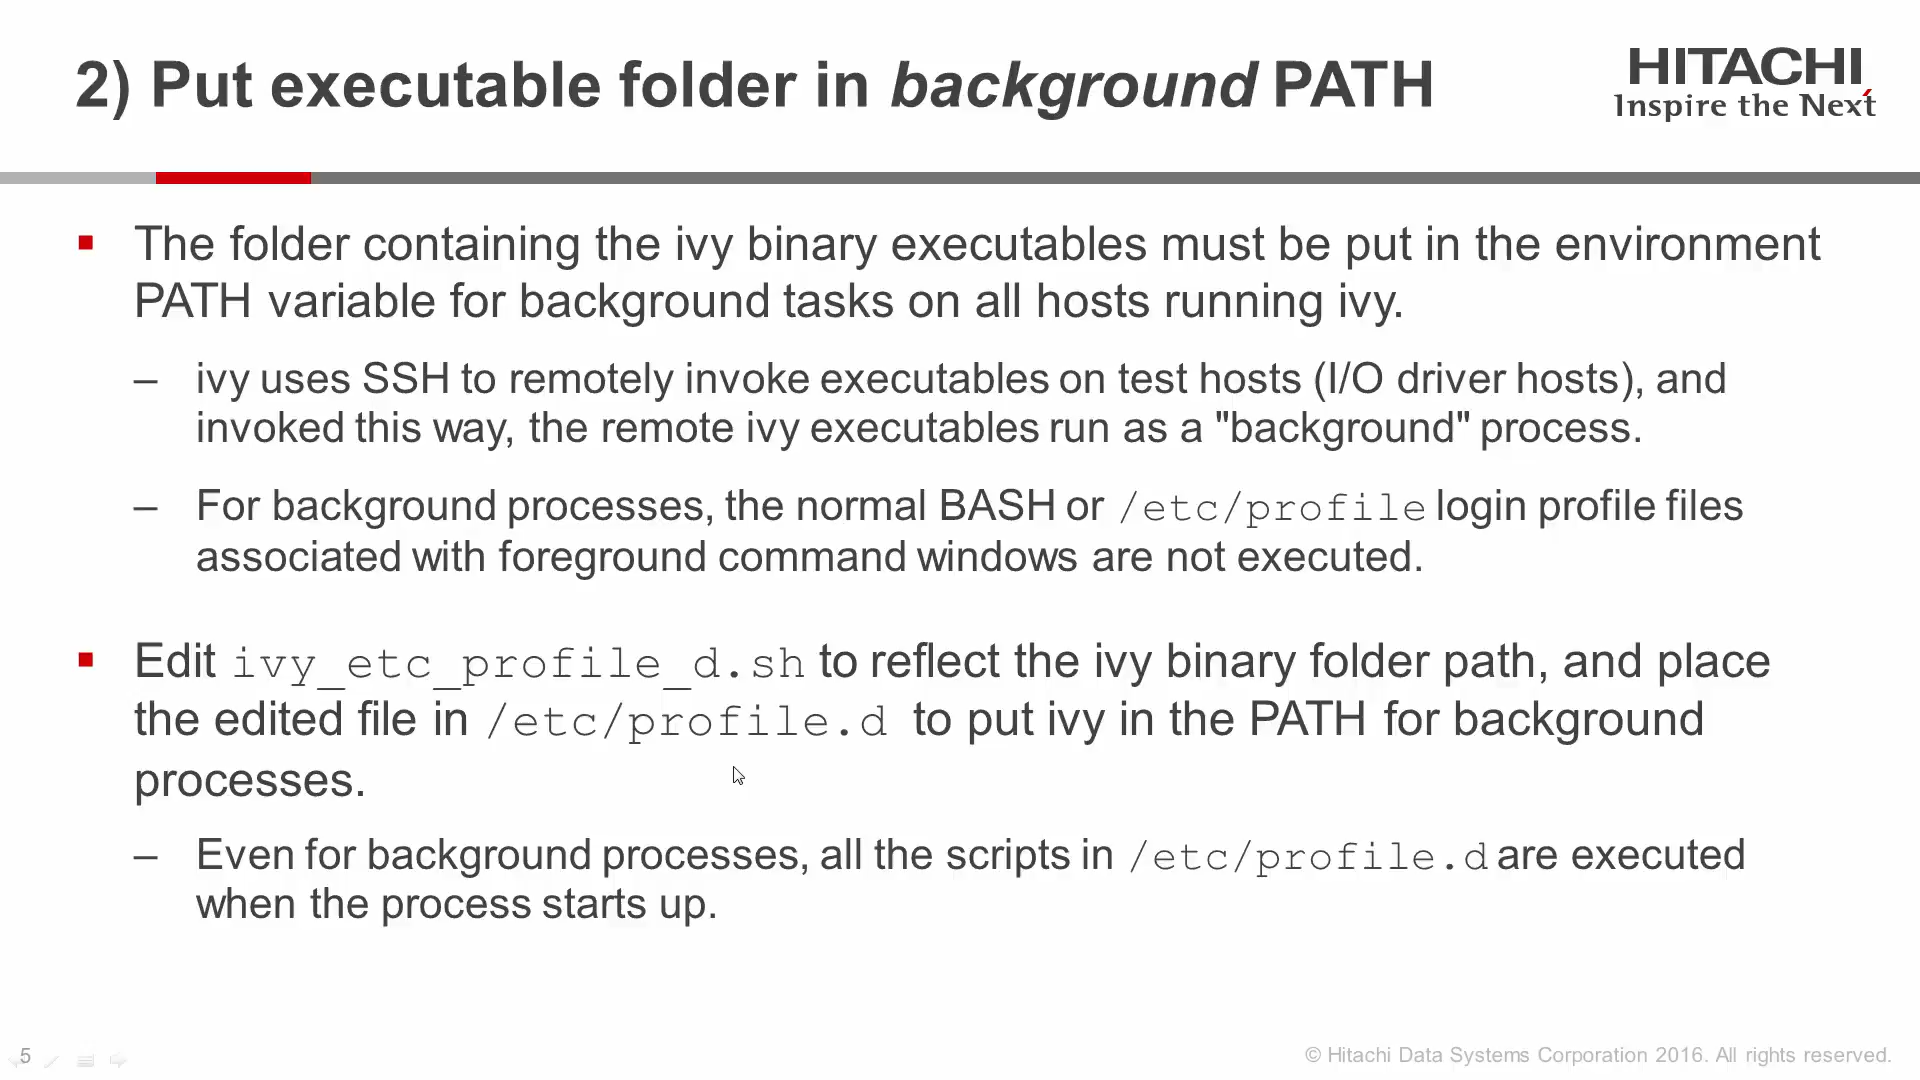 2) Put executable folder in background PATH
HITACHI
Inspire the Next
▪ The folder containing the ivy binary executables must be put in the environment
PATH variable for background tasks on all hosts running ivy.
– ivy uses SSH to remotely invoke executables on test hosts (I/O driver hosts), and
invoked this way, the remote ivy executables run as a "background" process.
– For background processes, the normal BASH or /etc/profile login profile files
associated with foreground command windows are not executed.
▪ Edit ivy_etc_profile_d.sh to reflect the ivy binary folder path, and place
the edited file in /etc/profile.d to put ivy in the PATH for background
processes.
– Even for background processes, all the scripts in /etc/profile.d are executed
when the process starts up.
5
© Hitachi Data Systems Corporation 2016. All rights reserved.